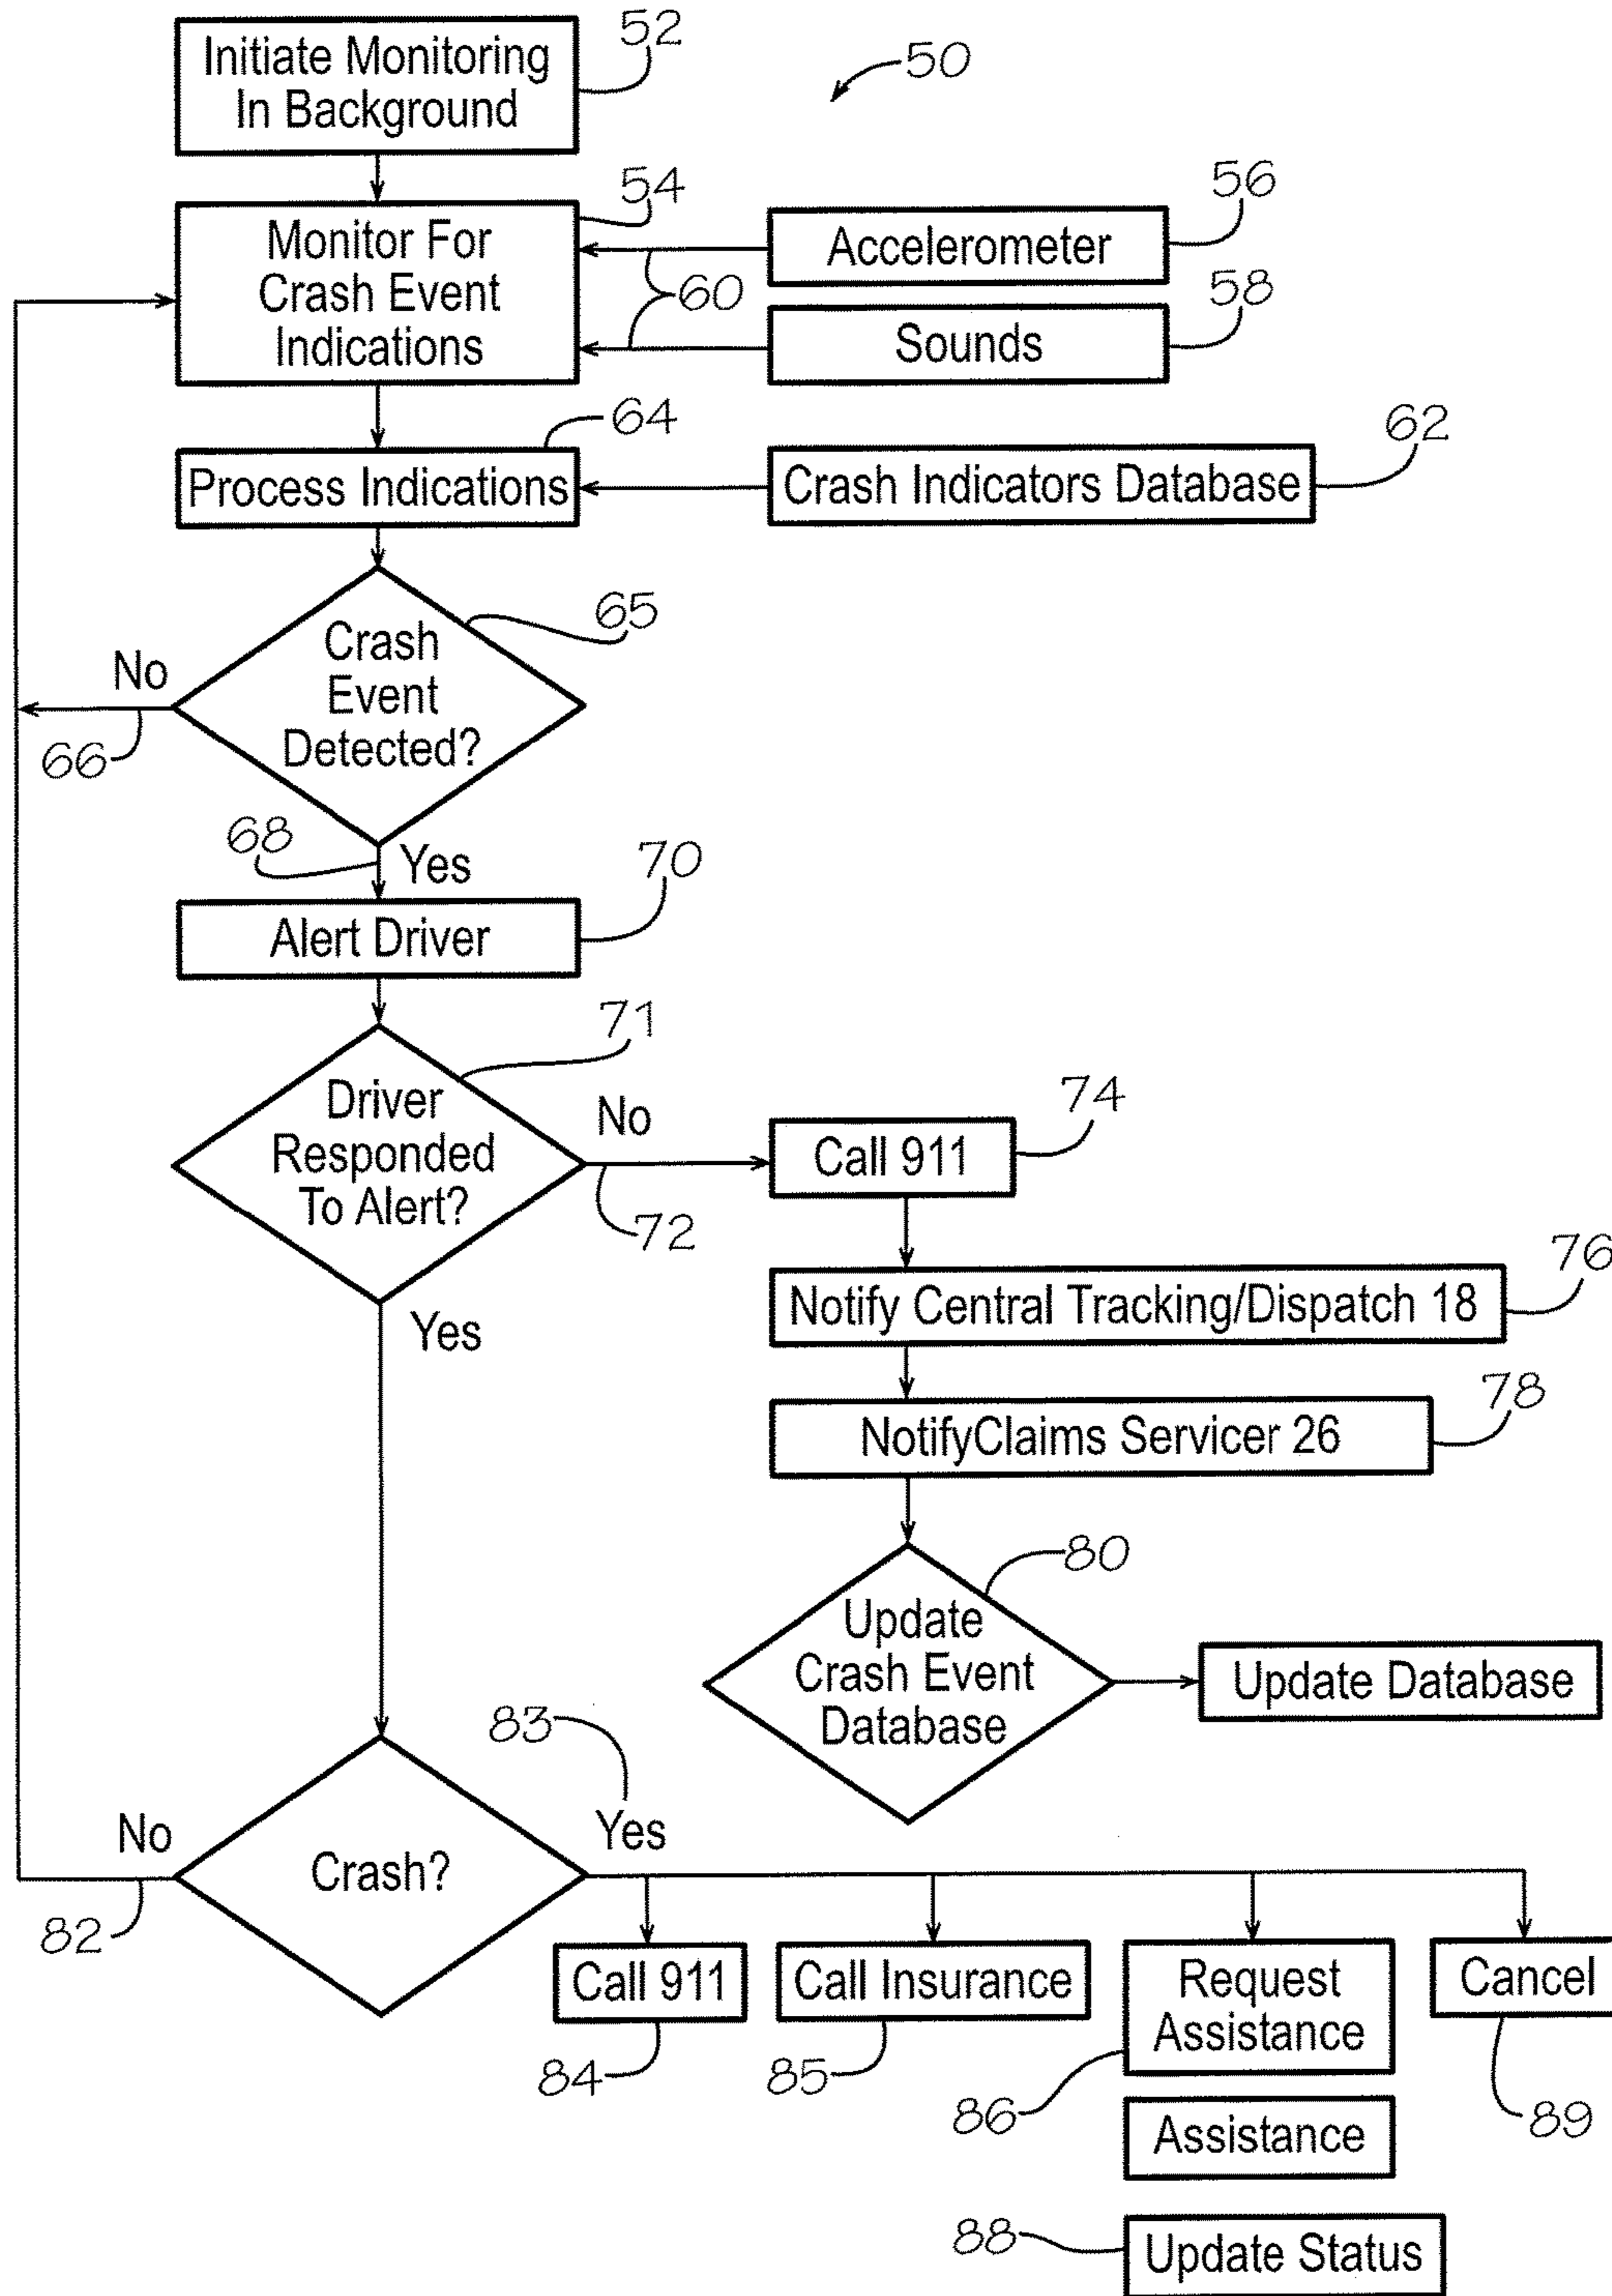 Initiate Monitoring
In Background
52
50
Monitor For
Crash Event
Indications
54
Accelerometer
56
60
Sounds
58
Process Indications
64
Crash Indicators Database
62
Crash
Event
Detected?
65
No
66
68
Yes
Alert Driver
70
Driver
Responded
To Alert?
71
No
72
Call 911
74
Notify Central Tracking/Dispatch 18
76
Yes
NotifyClaims Servicer 26
78
Update
Crash Event
Database
80
Update Database
Crash?
No
82
83
Yes
Call 911
84
Call Insurance
85
Request
Assistance
86
Cancel
89
Assistance
Update Status
88